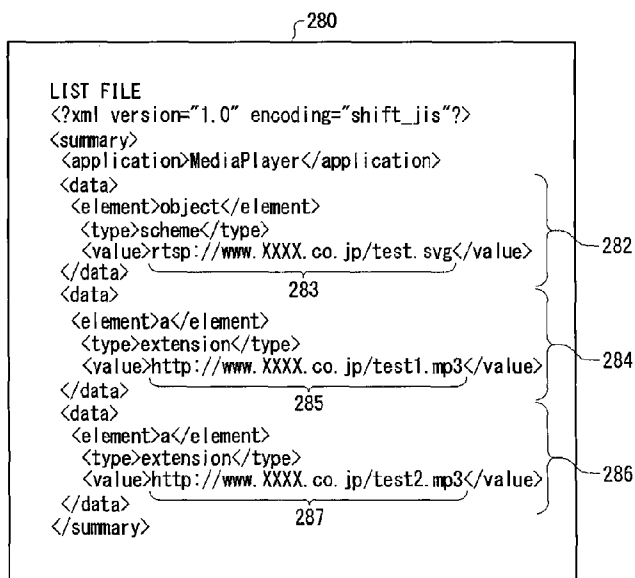 280
LIST FILE
<?xml version="1.0" encoding="shift_jis"?>
<summary>
<application>MediaPlayer</application>
<data>
<element>object</element>
<type>scheme</type>
<value>rtsp://www.XXXX.co.jp/test.svg</value>
</data>
283
282
<data>
<element>a</element>
<type>extension</type>
<value>http://www.XXXX.co.jp/test1.mp3</value>
</data>
285
284
<data>
<element>a</element>
<type>extension</type>
<value>http://www.XXXX.co.jp/test2.mp3</value>
</data>
287
286
</summary>